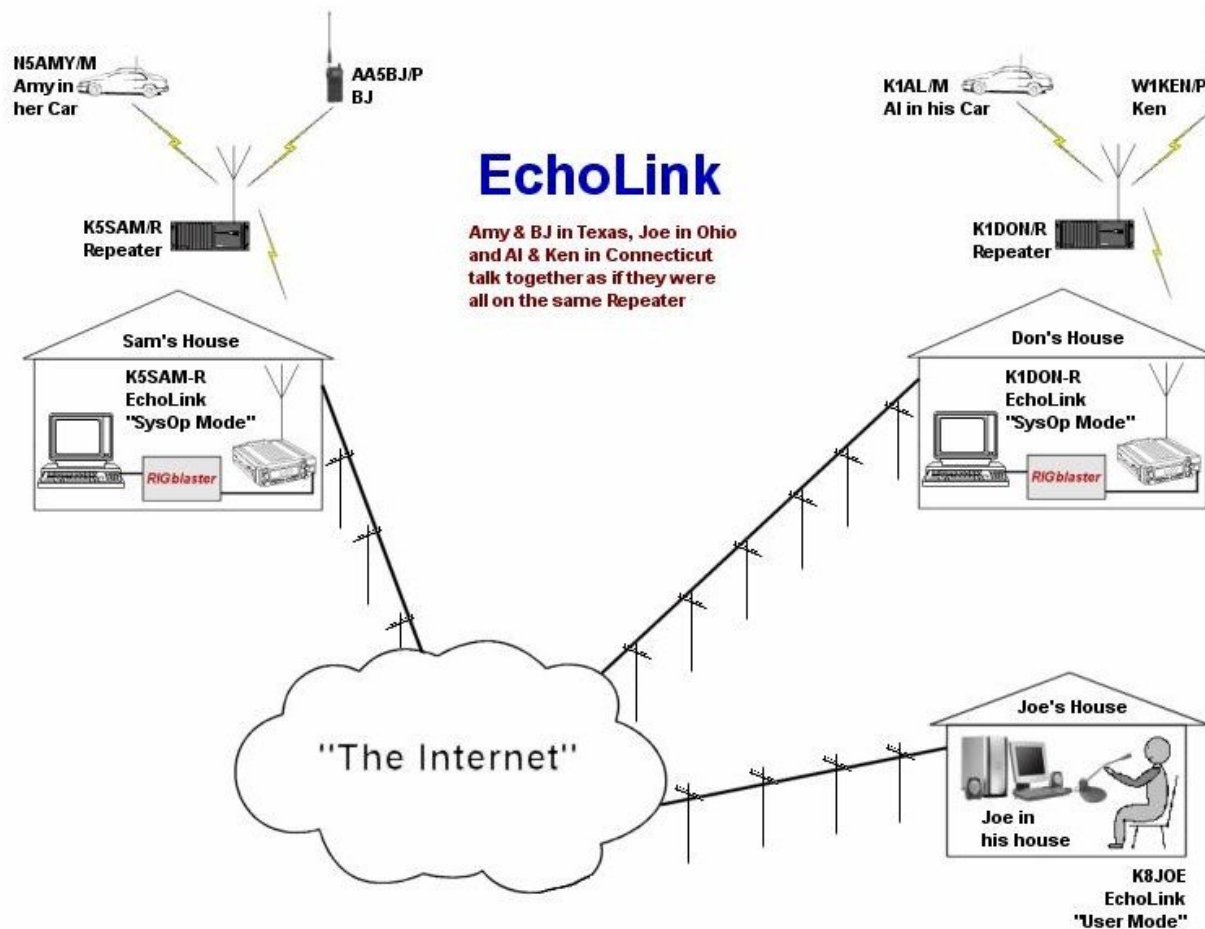 N5AMY/M
Amy in
her Car
AA5BJ/P
BJ
K1AL/M
Al in his Car
W1KEN/P
Ken
K5SAM/R
Repeater
EchoLink
Amy & BJ in Texas, Joe in Ohio
and Al & Ken in Connecticut
talk together as if they were
all on the same Repeater
K1DON/R
Repeater
Sam's House
K5SAM-R
EchoLink
"SysOp Mode"
RIGblaster
Don's House
K1DON-R
EchoLink
"SysOp Mode"
RIGblaster
"The Internet"
Joe's House
Joe in
his house
K8JOE
EchoLink
"User Mode"